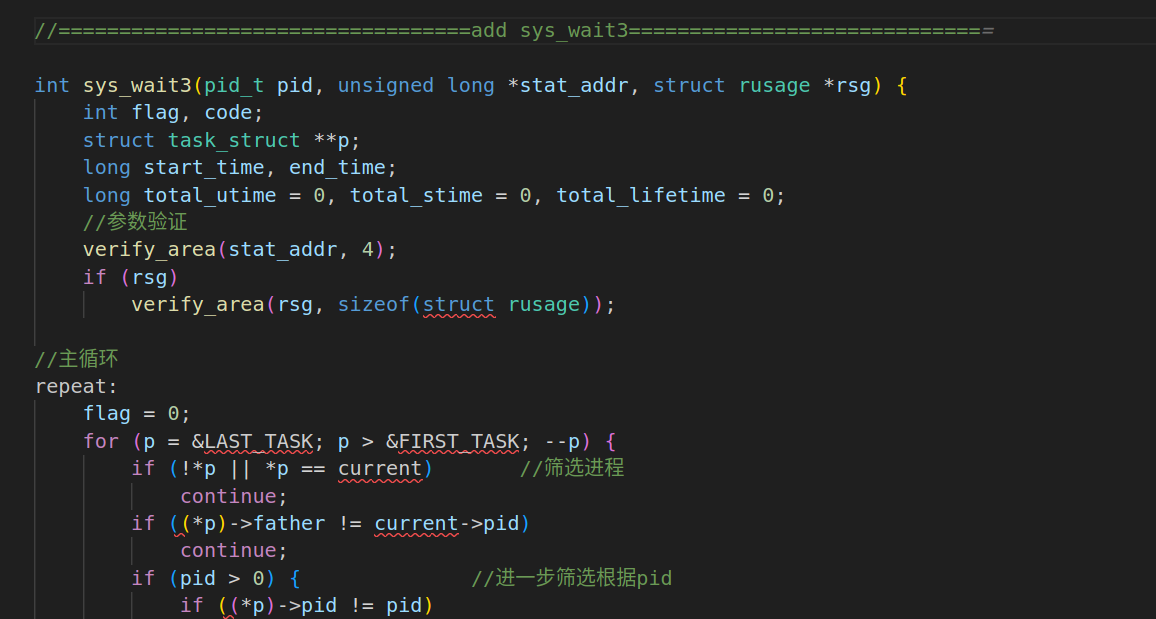 //==================================add sys_wait3==============================
int sys_wait3(pid_t pid, unsigned long *stat_addr, struct rusage *rsg) {
    int flag, code;
    struct task_struct **p;
    long start_time, end_time;
    long total_utime = 0, total_stime = 0, total_lifetime = 0;
    //参数验证
    verify_area(stat_addr, 4);
    if (rsg)
        verify_area(rsg, sizeof(struct rusage));
//主循环
repeat:
    flag = 0;
    for (p = &LAST_TASK; p > &FIRST_TASK; --p) {
        if (!*p || *p == current)       //筛选进程
            continue;
        if ((*p)->father != current->pid)
            continue;
        if (pid > 0) {              //进一步筛选根据pid
            if ((*p)->pid != pid)